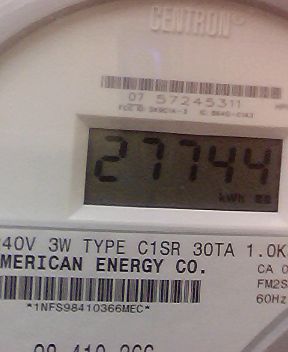 CENTRON®
07 57245311
27744
kWh
40V 3W TYPE C1SR 30TA 1.0K
MERICAN ENERGY CO.
CA 0
FM2S
60Hz
*1NFS98410366MEC*